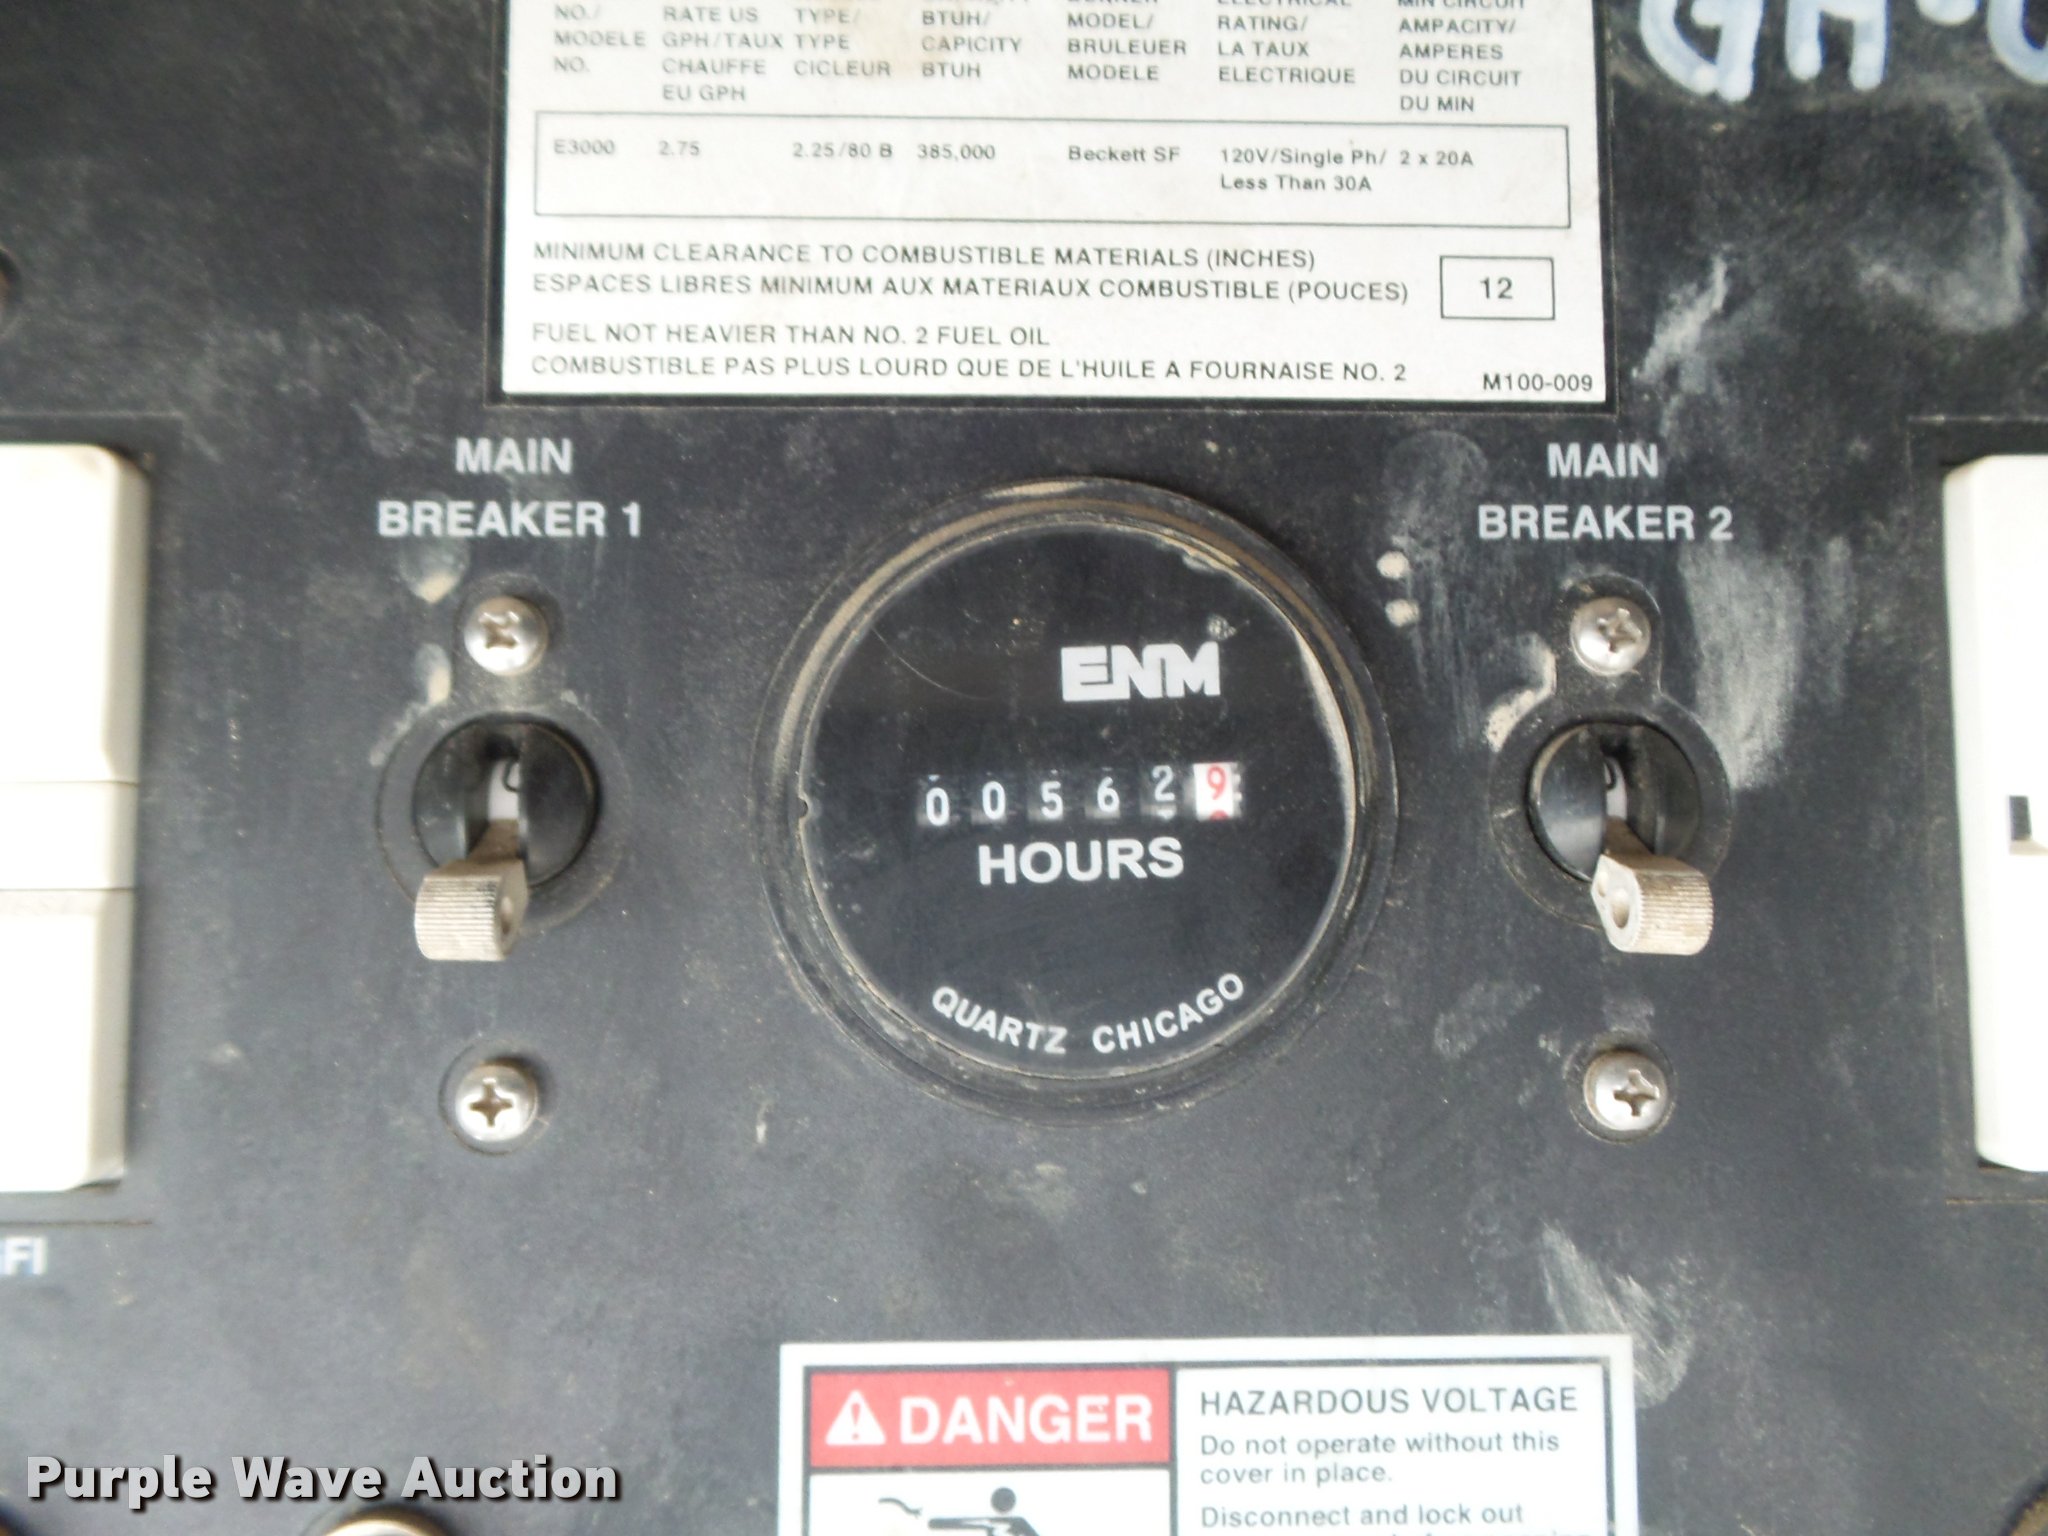 NO./ RATE US TYPE/ BTUH/ MODEL/ RATING/ AMPACITY/
MODELE GPH/TAUX TYPE CAPICITY BRULEUER LA TAUX AMPERES
NO. CHAUFFE CICLEUR BTUH MODELE ELECTRIQUE DU CIRCUIT
EU GPH DU MIN
E3000 2.75 2.25/80 B 385,000 Beckett SF 120V/Single Ph/ 2 x 20A
Less Than 30A
MINIMUM CLEARANCE TO COMBUSTIBLE MATERIALS (INCHES)
ESPACES LIBRES MINIMUM AUX MATERIAUX COMBUSTIBLE (POUCES) 12
FUEL NOT HEAVIER THAN NO. 2 FUEL OIL
COMBUSTIBLE PAS PLUS LOURD QUE DE L'HUILE A FOURNAISE NO. 2
M100-009
MAIN
BREAKER 1
MAIN
BREAKER 2
ENM®
005629
HOURS
QUARTZ CHICAGO
DANGER
HAZARDOUS VOLTAGE
Do not operate without this
cover in place.
Disconnect and lock out
Purple Wave Auction